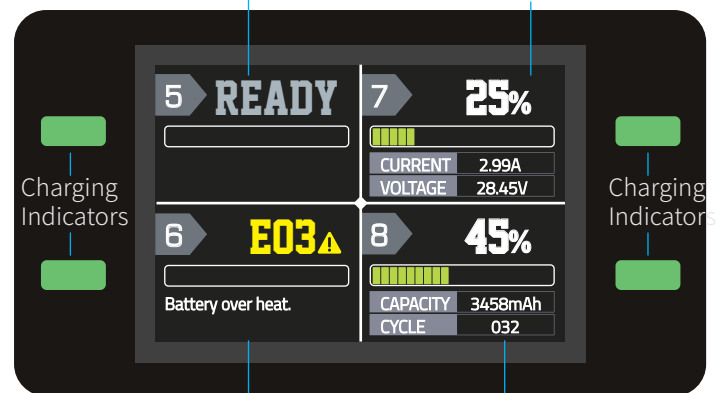 5 READY
7 25%
CURRENT 2.99A
VOLTAGE 28.45V
Charging
Indicators
Charging
Indicators
6 E03
Battery over heat.
8 45%
CAPACITY 3458mAh
CYCLE 032